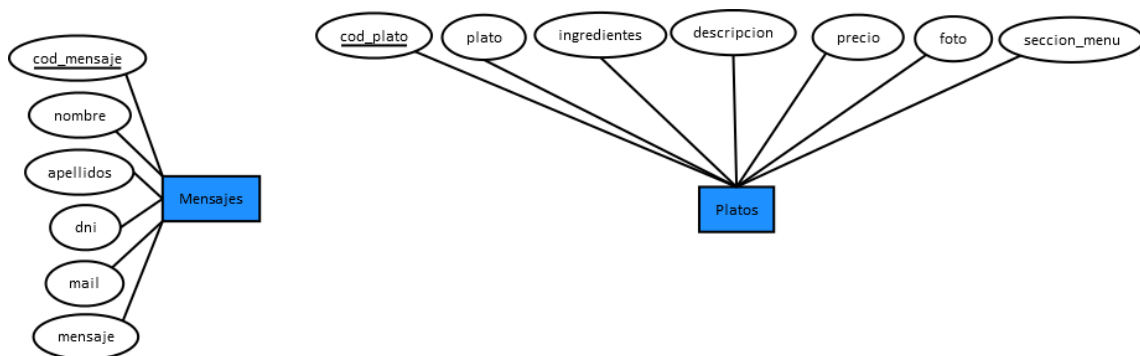 cod_mensaje
nombre
apellidos
dni
mail
mensaje
Mensajes
cod_plato
plato
ingredientes
descripcion
precio
foto
seccion_menu
Platos